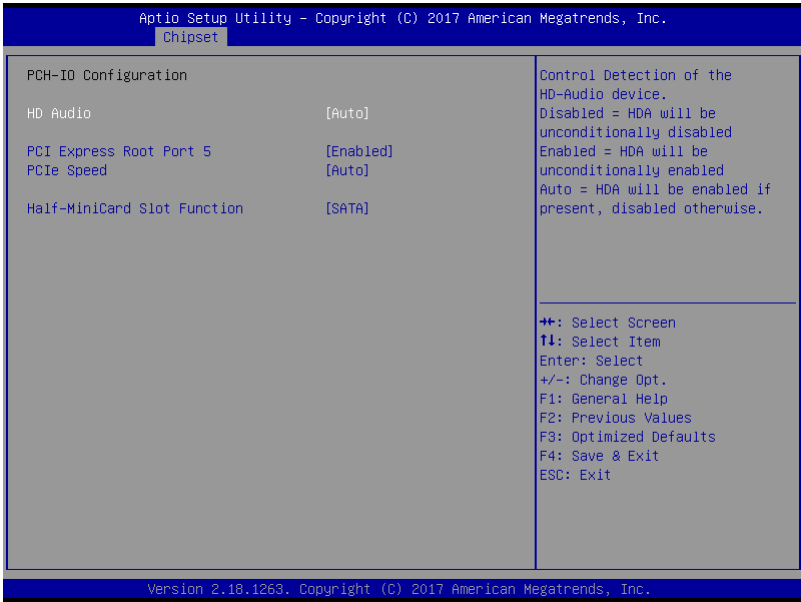 Aptio Setup Utility – Copyright (C) 2017 American Megatrends, Inc.
Chipset
PCH-IO Configuration
HD Audio [Auto]
PCI Express Root Port 5 [Enabled]
PCIe Speed [Auto]
Half-MiniCard Slot Function [SATA]
Control Detection of the
HD-Audio device.
Disabled = HDA will be
unconditionally disabled
Enabled = HDA will be
unconditionally enabled
Auto = HDA will be enabled if
present, disabled otherwise.
→←: Select Screen
↑↓: Select Item
Enter: Select
+/-: Change Opt.
F1: General Help
F2: Previous Values
F3: Optimized Defaults
F4: Save & Exit
ESC: Exit
Version 2.18.1263. Copyright (C) 2017 American Megatrends, Inc.